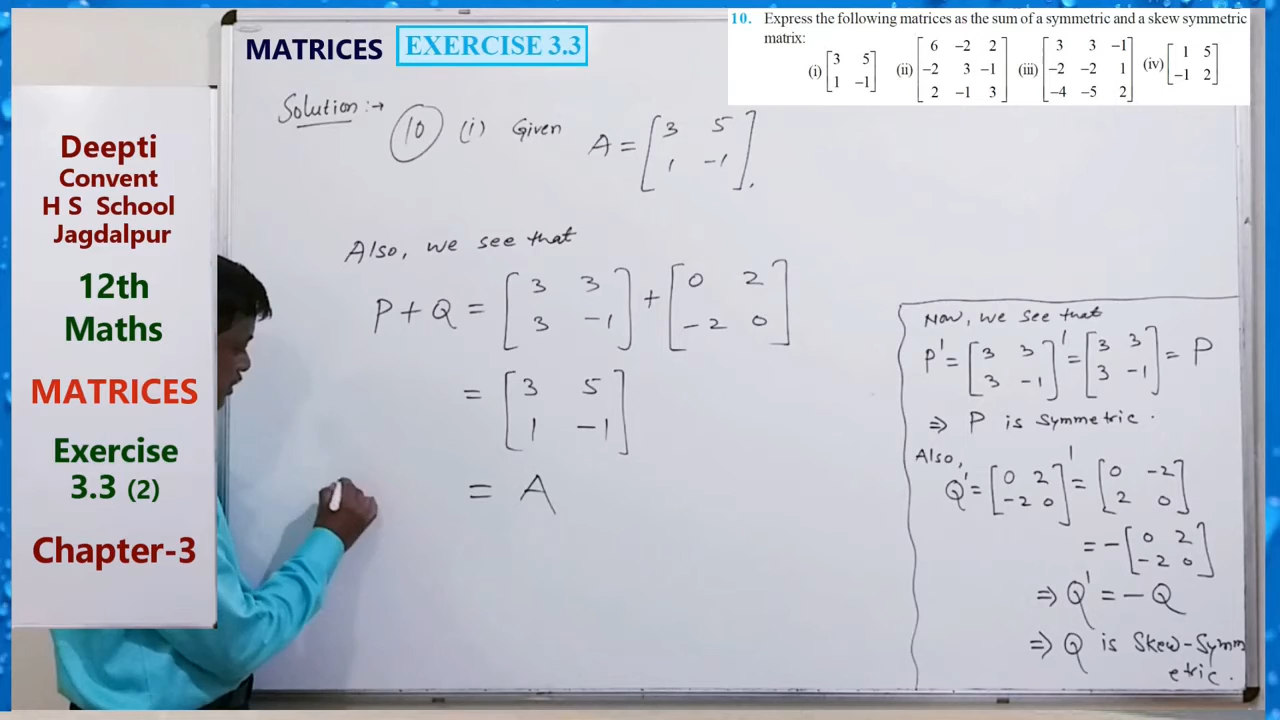 MATRICES EXERCISE 3.3
10. Express the following matrices as the sum of a symmetric and a skew symmetric
matrix:
(i) [3 5; 1 −1] (ii) [6 −2 2; −2 3 −1; 2 −1 3] (iii) [3 3 −1; −2 −2 1; −4 −5 2] (iv) [1 5; −1 2]
Deepti
Convent
H S School
Jagdalpur
12th
Maths
MATRICES
Exercise
3.3 (2)
Chapter-3
Solution :→
10 (i) Given A = [3 5; 1 -1].
Also, we see that
P + Q = [3 3; 3 -1] + [0 2; -2 0]
= [3 5; 1 -1]
= A
Now, we see that
P' = [3 3; 3 -1]' = [3 3; 3 -1] = P
⇒ P is symmetric.
Also,
Q' = [0 2; -2 0]' = [0 -2; 2 0]
= - [0 2; -2 0]
⇒ Q' = - Q
⇒ Q is Skew-Symm
etric.